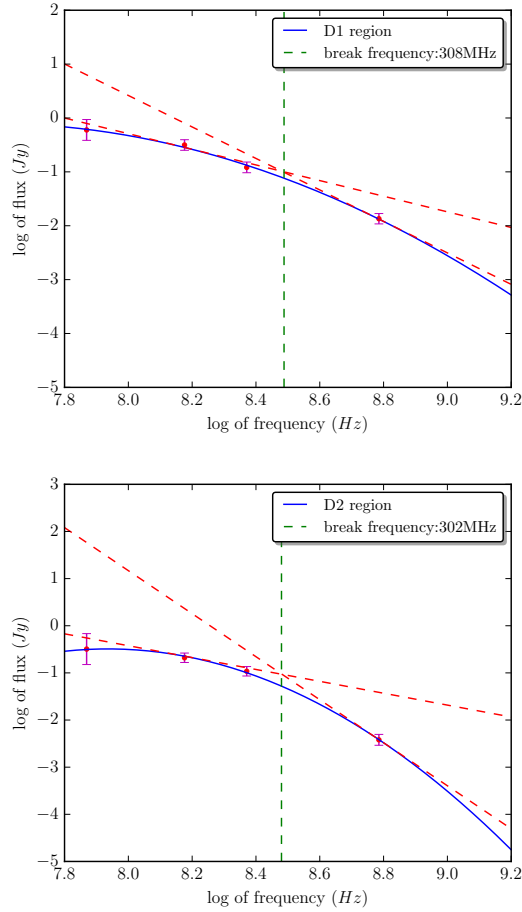 2
1
0
−1
−2
−3
−4
−5
log of flux (Jy)
D1 region
break frequency:308MHz
7.8 8.0 8.2 8.4 8.6 8.8 9.0 9.2
log of frequency (Hz)
3
2
1
0
−1
−2
−3
−4
−5
log of flux (Jy)
D2 region
break frequency:302MHz
7.8 8.0 8.2 8.4 8.6 8.8 9.0 9.2
log of frequency (Hz)